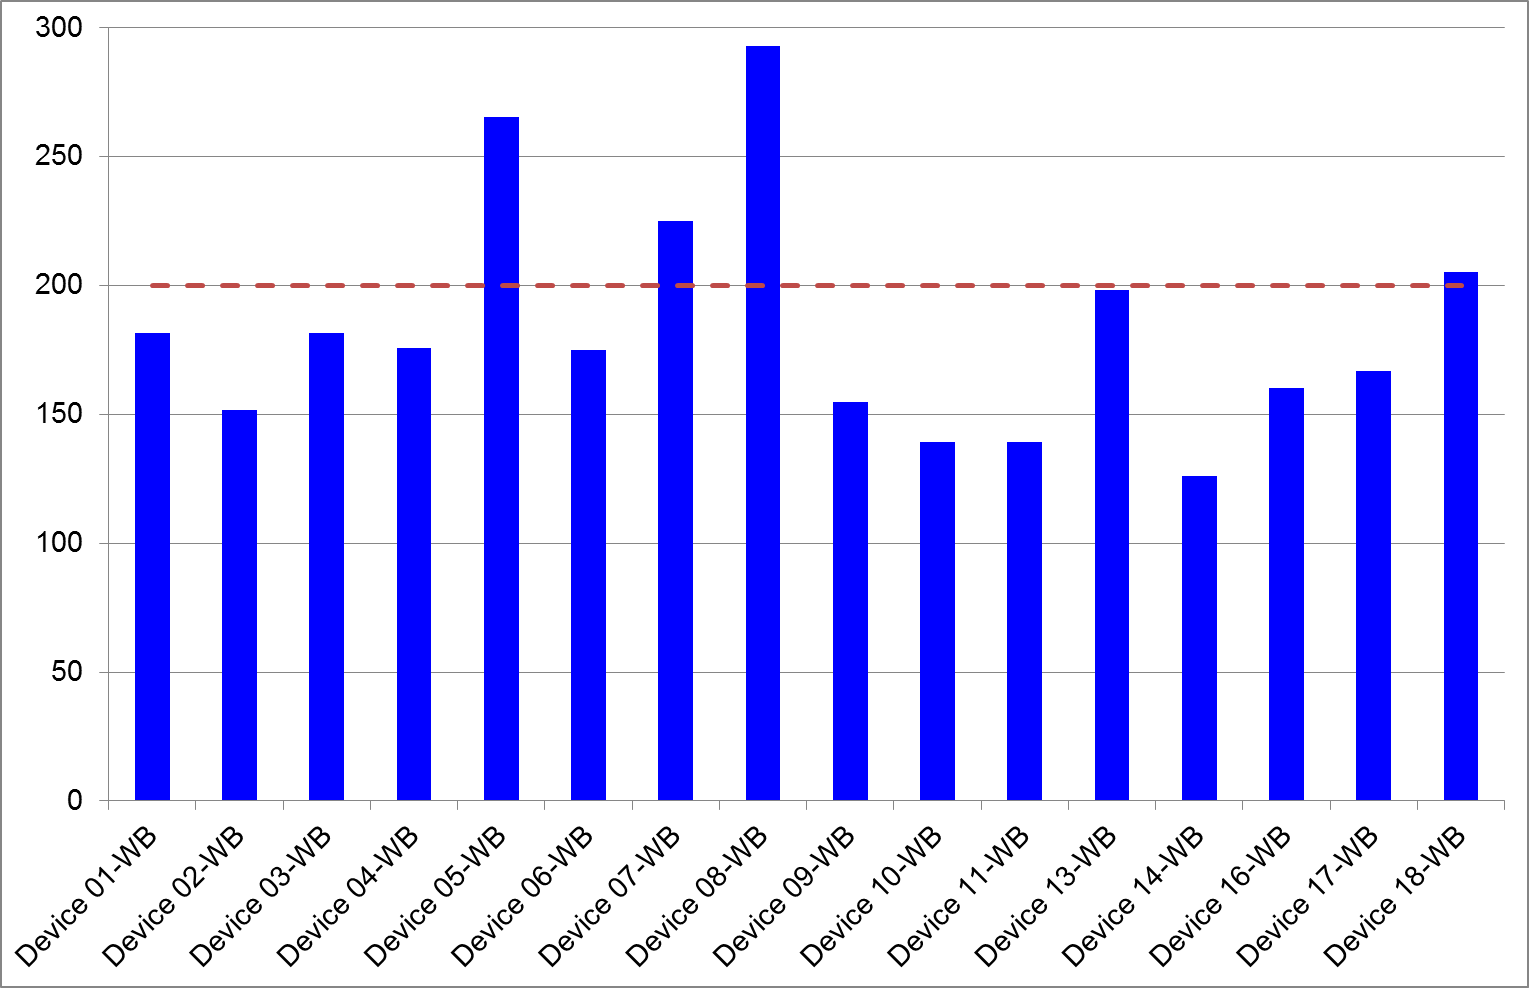 300
250
200
150
100
50
0
Device 01-WB
Device 02-WB
Device 03-WB
Device 04-WB
Device 05-WB
Device 06-WB
Device 07-WB
Device 08-WB
Device 09-WB
Device 10-WB
Device 11-WB
Device 13-WB
Device 14-WB
Device 16-WB
Device 17-WB
Device 18-WB